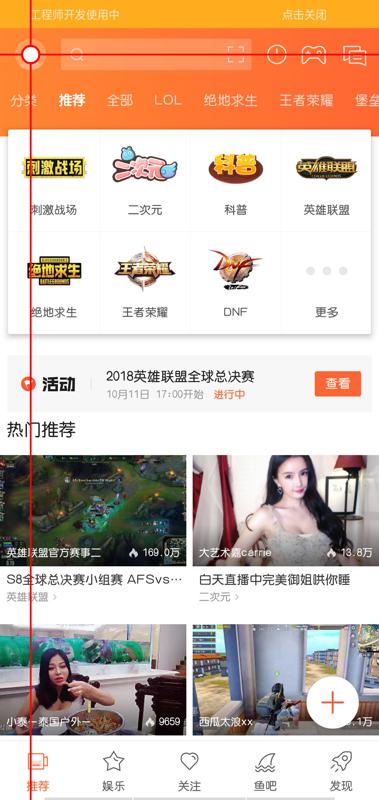 工程师开发使用中 点击关闭
分类 推荐 全部 LOL 绝地求生 王者荣耀 堡垒
刺激战场 二次元 科普 英雄联盟
刺激战场 二次元 科普 英雄联盟
绝地求生 王者荣耀 DNF
绝地求生 王者荣耀 DNF 更多
活动
2018英雄联盟全球总决赛
10月11日 17:00开始 进行中
查看
热门推荐
英雄联盟官方赛事二 169.0万
大艺术嘉carrie 13.8万
S8全球总决赛小组赛 AFSvs…
白天直播中完美御姐哄你睡
英雄联盟 >
二次元 >
小泰一泰国户外一 9659
西瓜太浪xx .1万
推荐 娱乐 关注 鱼吧 发现